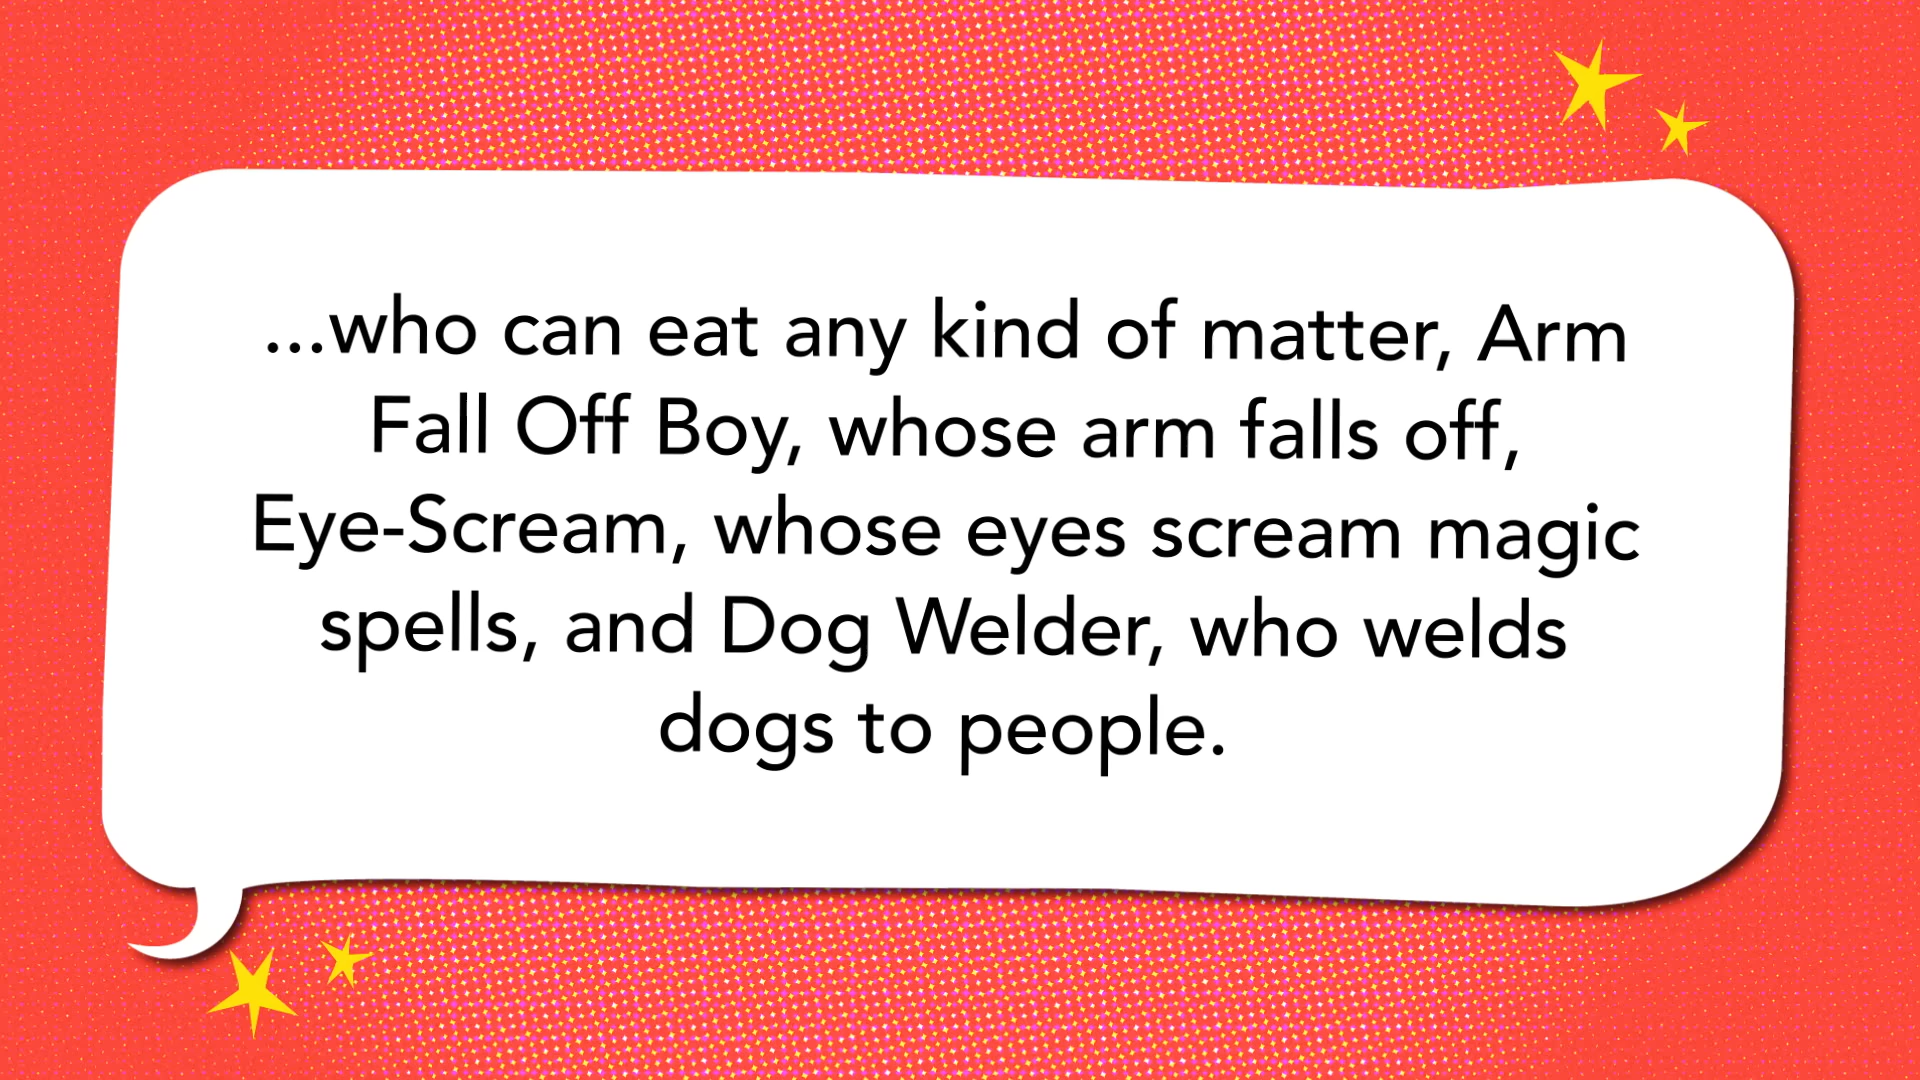 ...who can eat any kind of matter, Arm
Fall Off Boy, whose arm falls off,
Eye-Scream, whose eyes scream magic
spells, and Dog Welder, who welds
dogs to people.